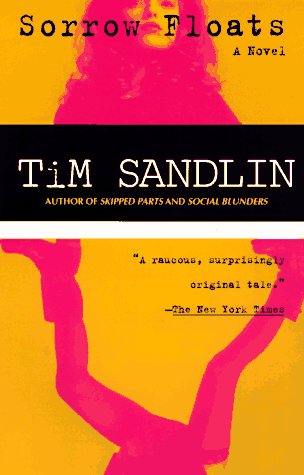 Sorrow Floats
A Novel
TiM SANDLIN
AUTHOR OF SKIPPED PARTS AND SOCIAL BLUNDERS
"A raucous, surprisingly
original tale."
—The New York Times